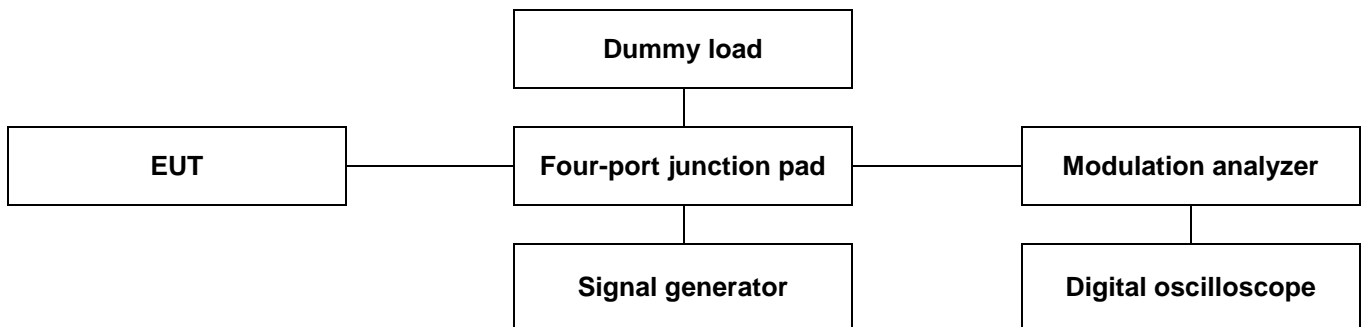 Dummy load
EUT
Four-port junction pad
Modulation analyzer
Signal generator
Digital oscilloscope